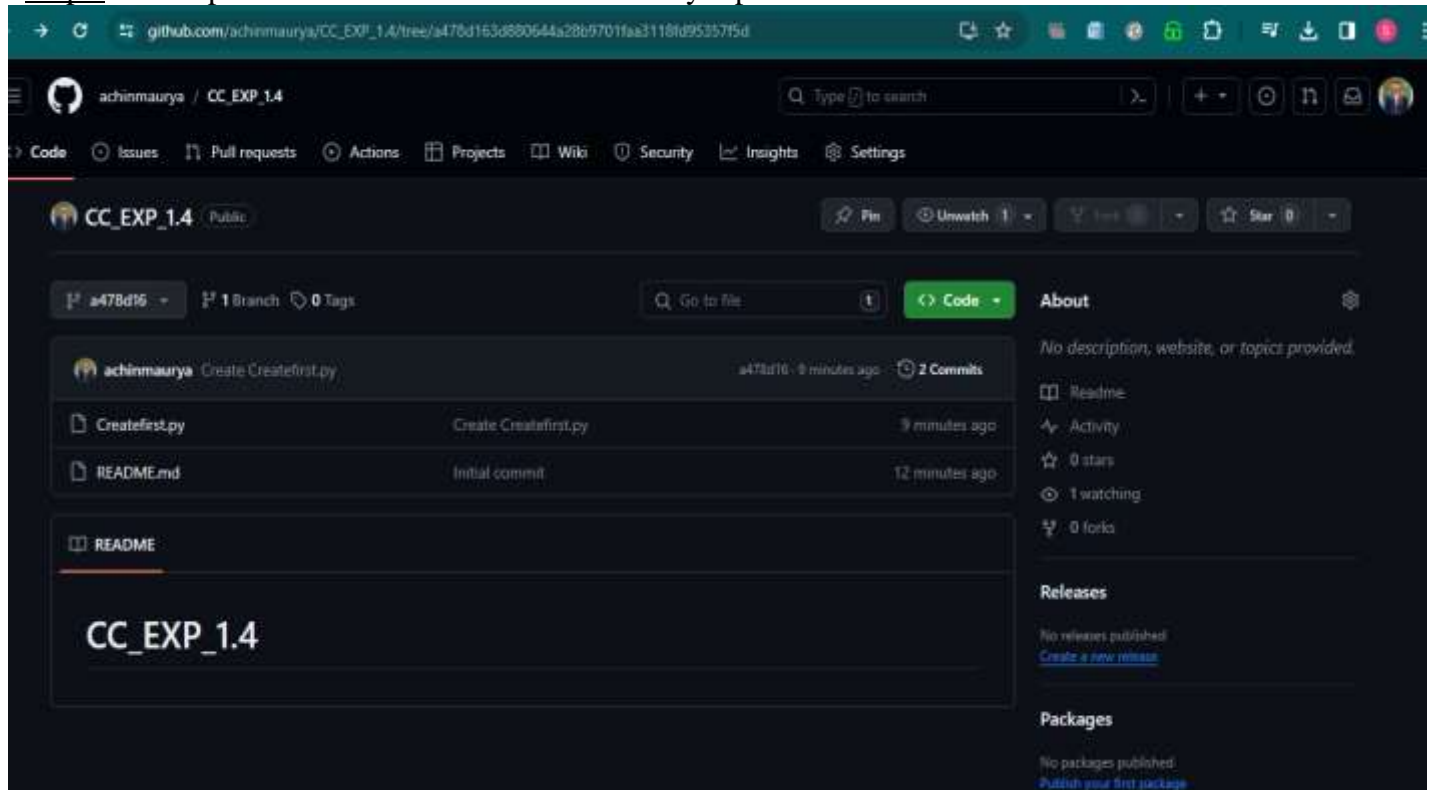 github.com/achinmaurya/CC_EXP_1.4/tree/a478d163d880644a28b9701faa3118fd95357f5d
achinmaurya / CC_EXP_1.4
Type / to search
Code Issues Pull requests Actions Projects Wiki Security Insights Settings
CC_EXP_1.4 Public
Pin Unwatch 1 Star 0
a478d16 1 Branch 0 Tags Go to file t <> Code
About
No description, website, or topics provided.
achinmaurya Create Createfirst.py a478d16 · 9 minutes ago 2 Commits
Readme
Createfirst.py Create Createfirst.py 9 minutes ago
Activity
README.md Initial commit 12 minutes ago
0 stars
1 watching
0 forks
README
Releases
CC_EXP_1.4
No releases published
Create a new release
Packages
No packages published
Publish your first package